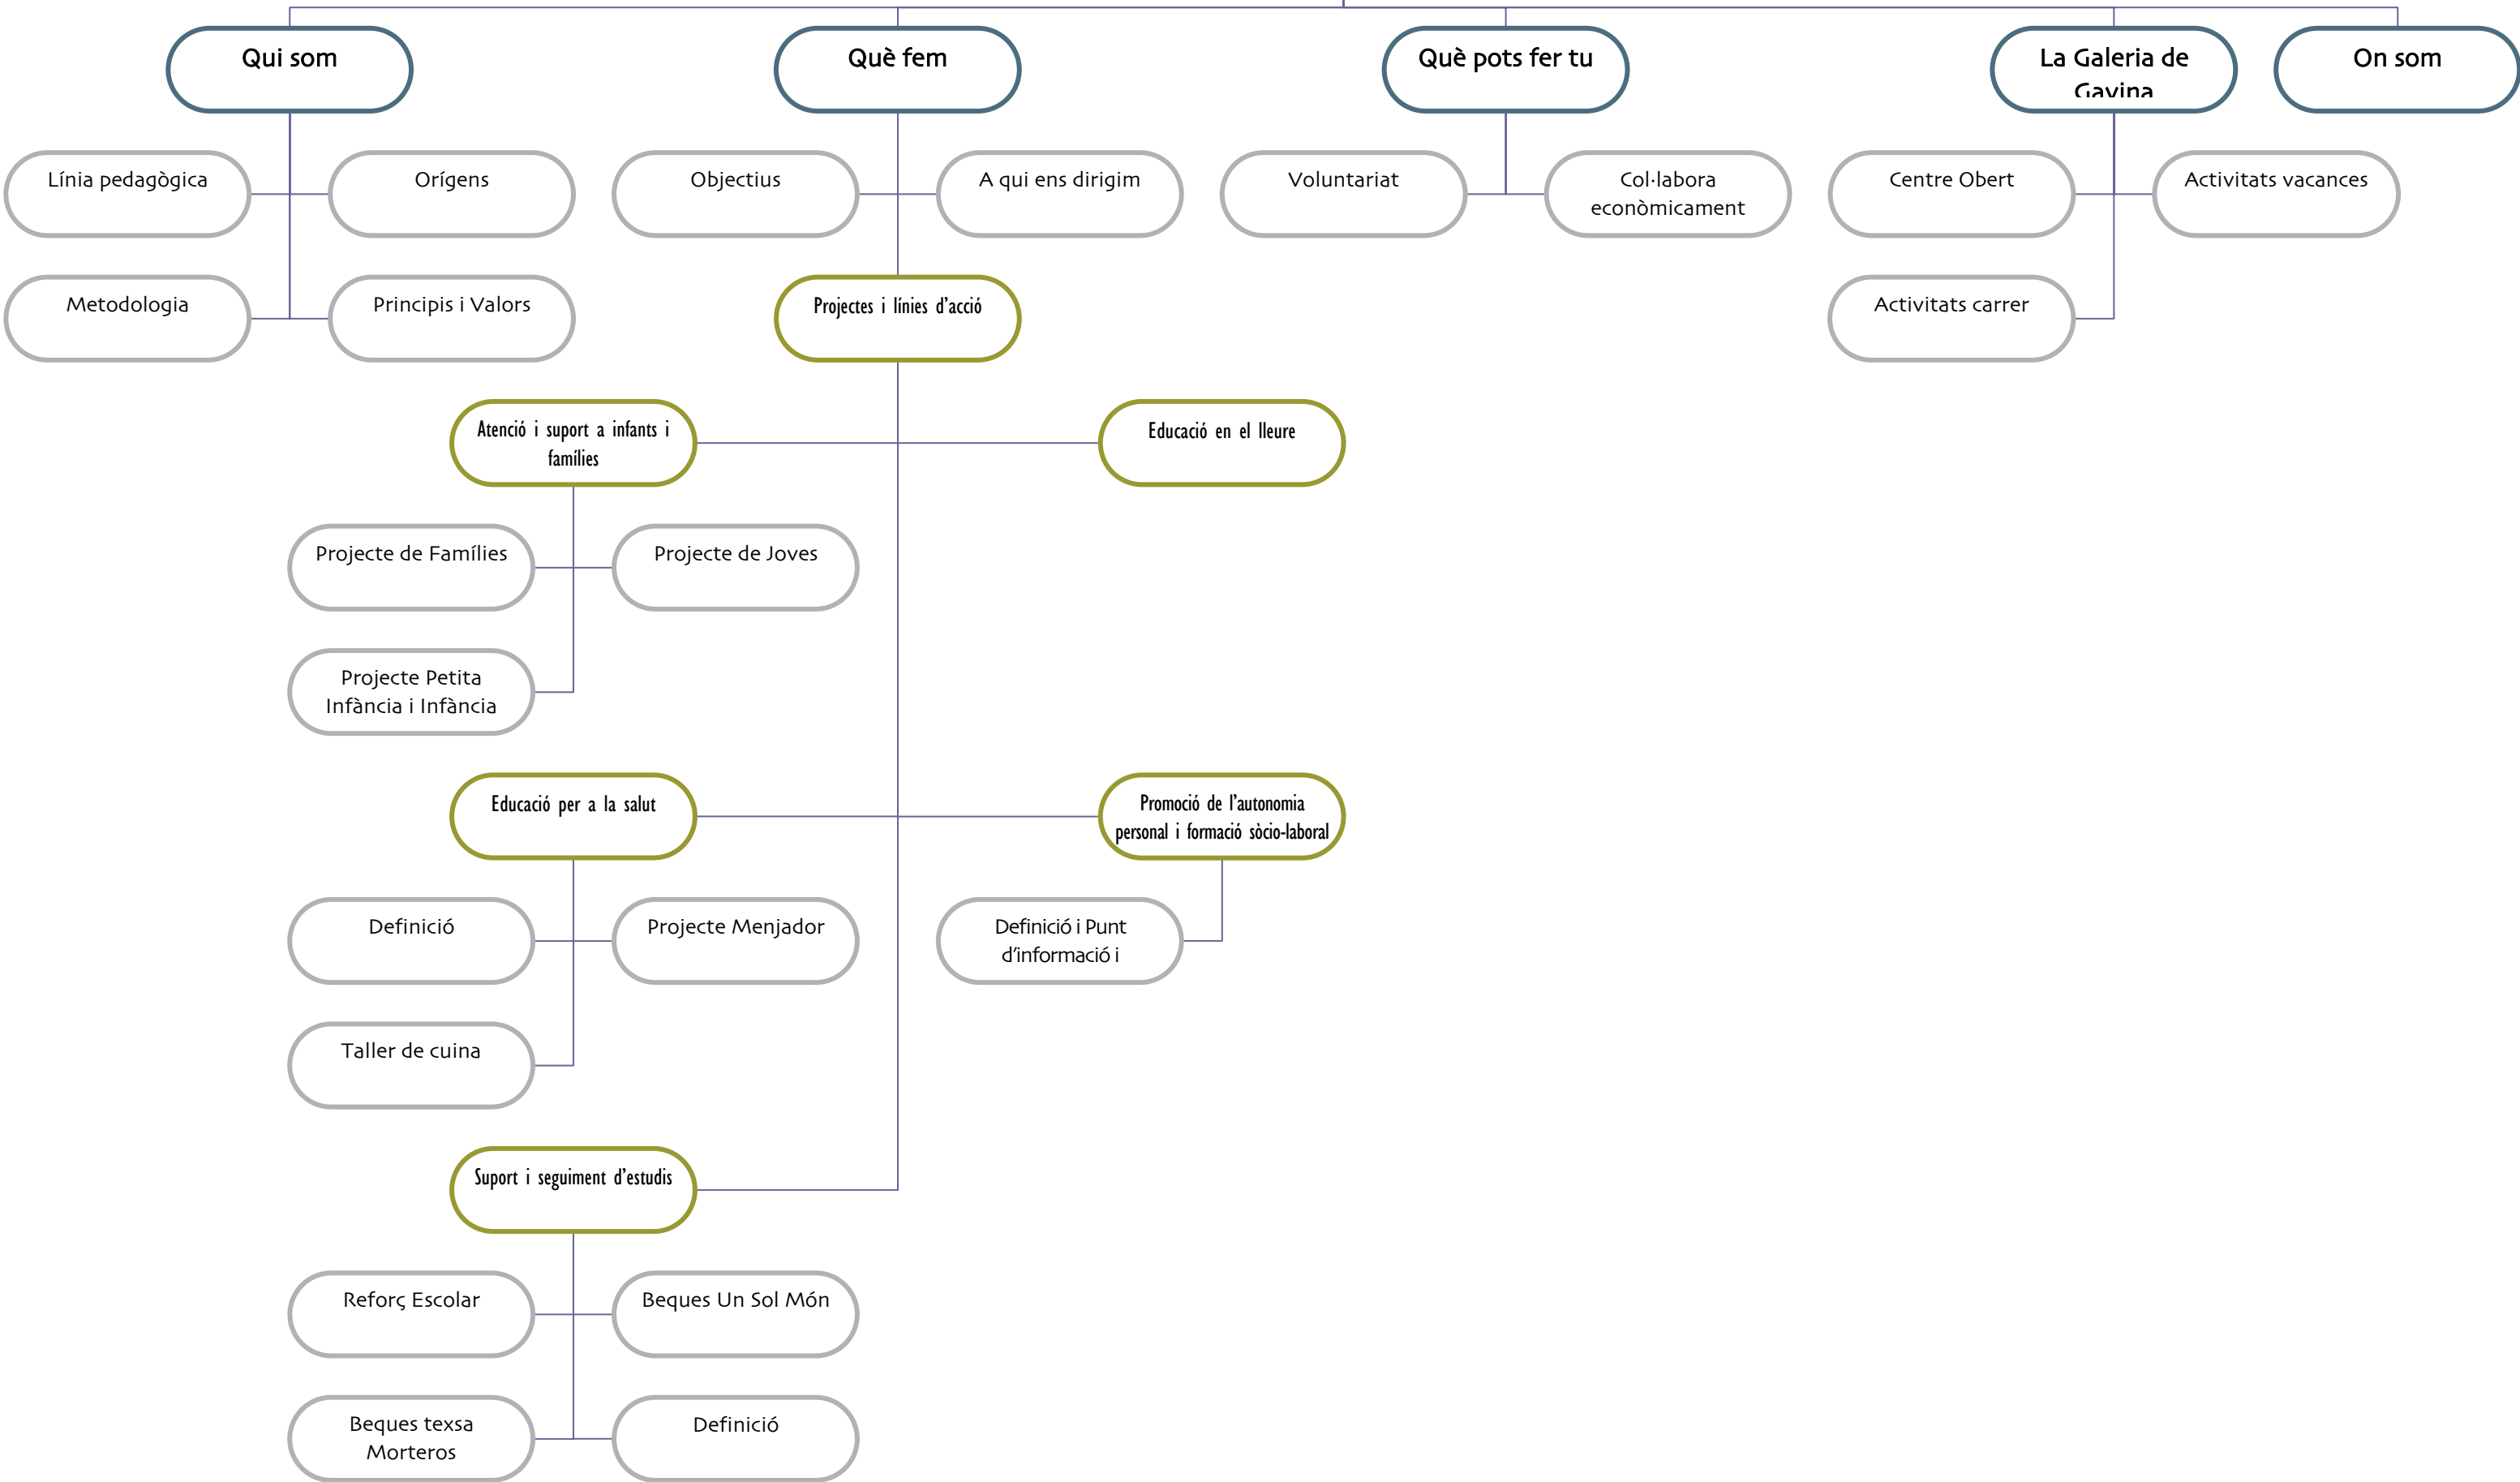 Qui som
Què fem
Què pots fer tu
La Galeria de
Gavina
On som
Línia pedagògica
Orígens
Objectius
A qui ens dirigim
Voluntariat
Col·labora
econòmicament
Centre Obert
Activitats vacances
Metodologia
Principis i Valors
Projectes i línies d’acció
Activitats carrer
Atenció i suport a infants i
famílies
Educació en el lleure
Projecte de Famílies
Projecte de Joves
Projecte Petita
Infància i Infància
Educació per a la salut
Promoció de l’autonomia
personal i formació sòcio-laboral
Definició
Projecte Menjador
Definició i Punt
d’informació i
Taller de cuina
Suport i seguiment d’estudis
Reforç Escolar
Beques Un Sol Món
Beques texsa
Morteros
Definició